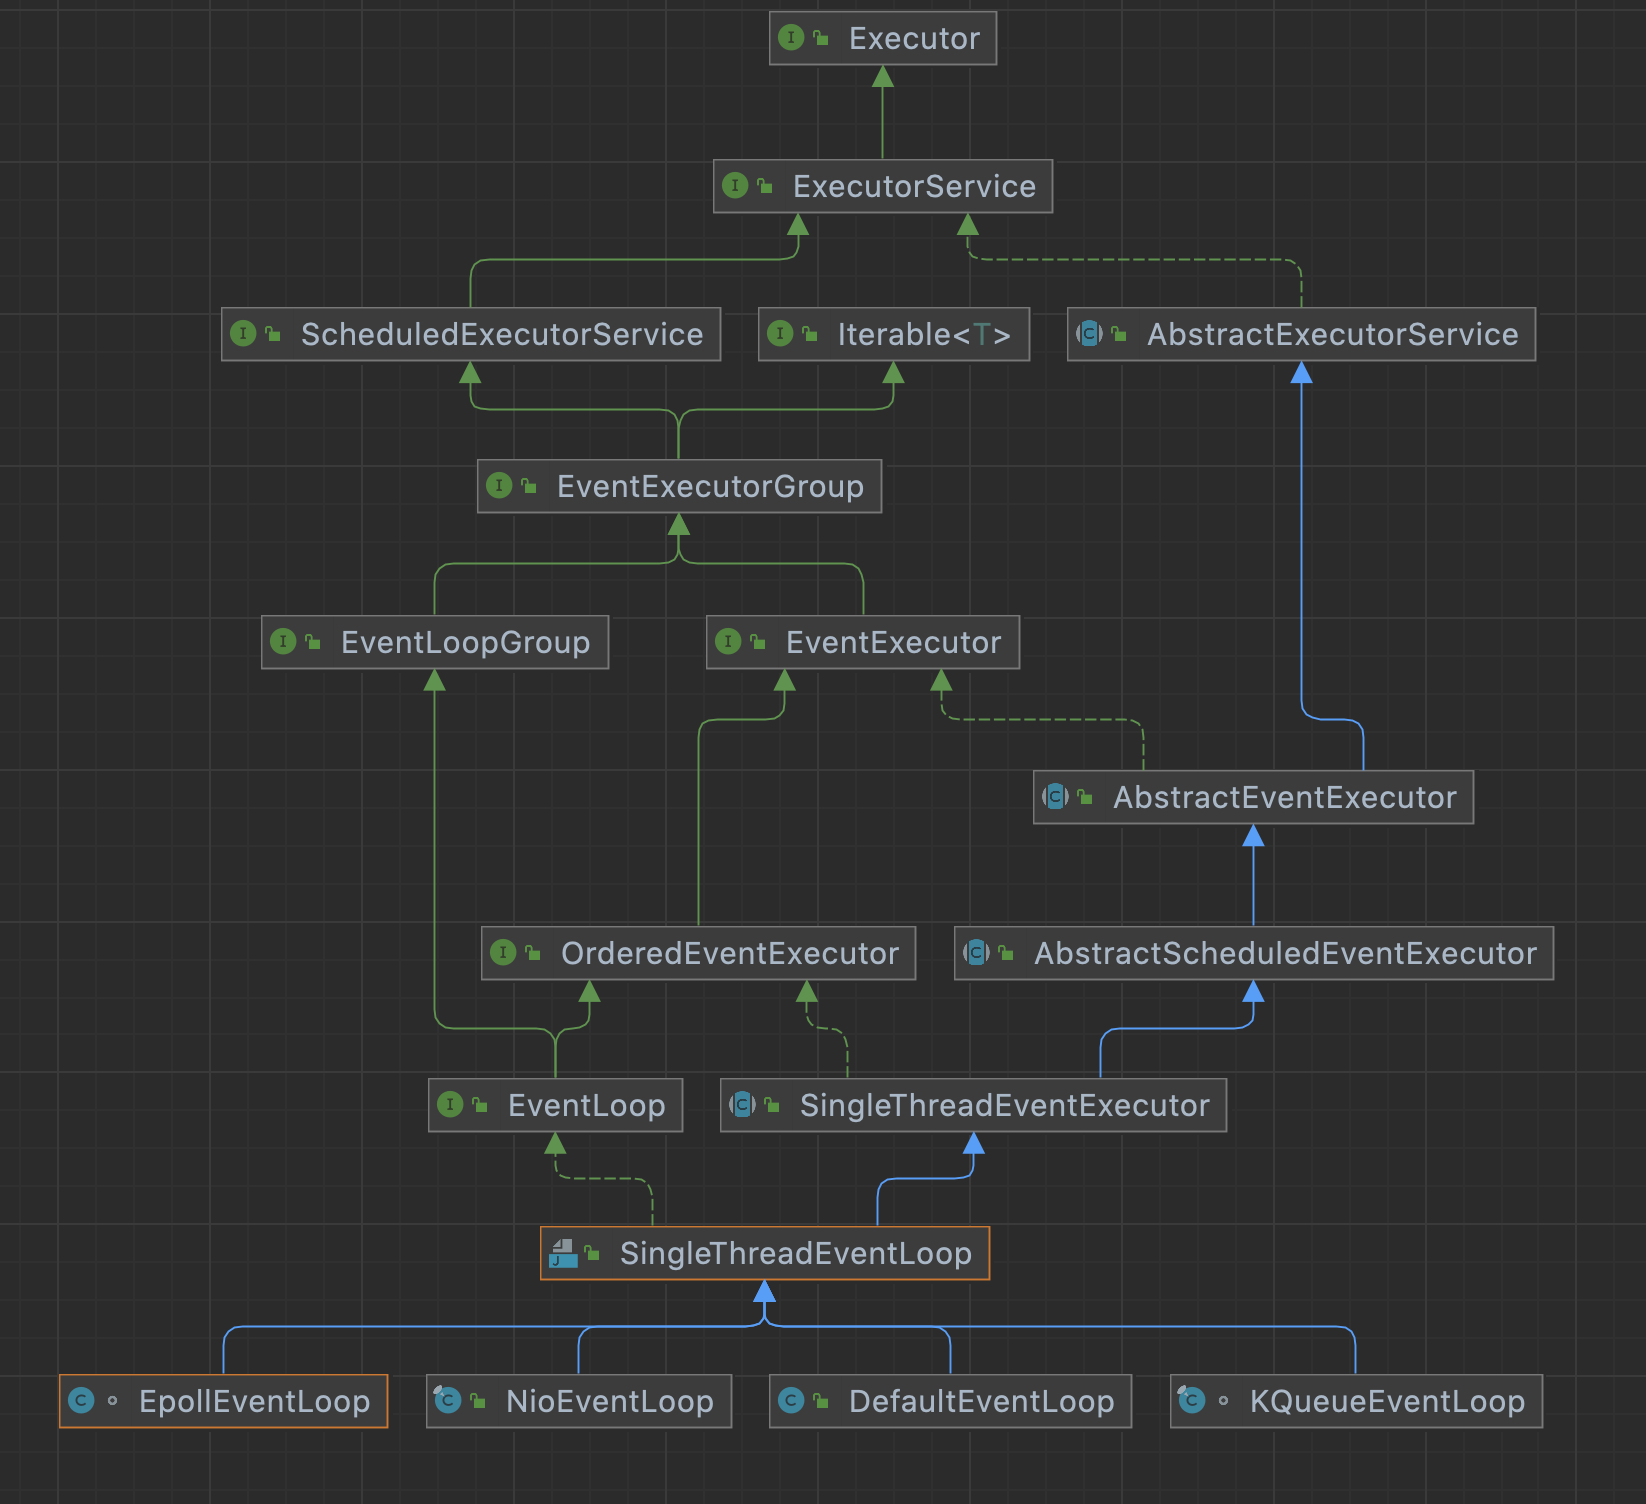 Executor
ExecutorService
ScheduledExecutorService
Iterable<T>
AbstractExecutorService
EventExecutorGroup
EventLoopGroup
EventExecutor
AbstractEventExecutor
OrderedEventExecutor
AbstractScheduledEventExecutor
EventLoop
SingleThreadEventExecutor
SingleThreadEventLoop
EpollEventLoop
NioEventLoop
DefaultEventLoop
KQueueEventLoop